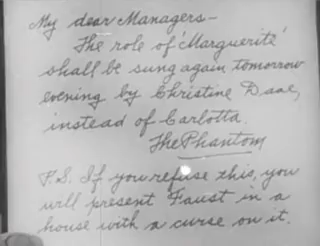 My dear Managers—
The role of 'Marguerite'
shall be sung again tomorrow
evening by Christine Daae,
instead of Carlotta.
The Phantom
P.S. If you refuse this, you
will present Faust in a
house with a curse on it.